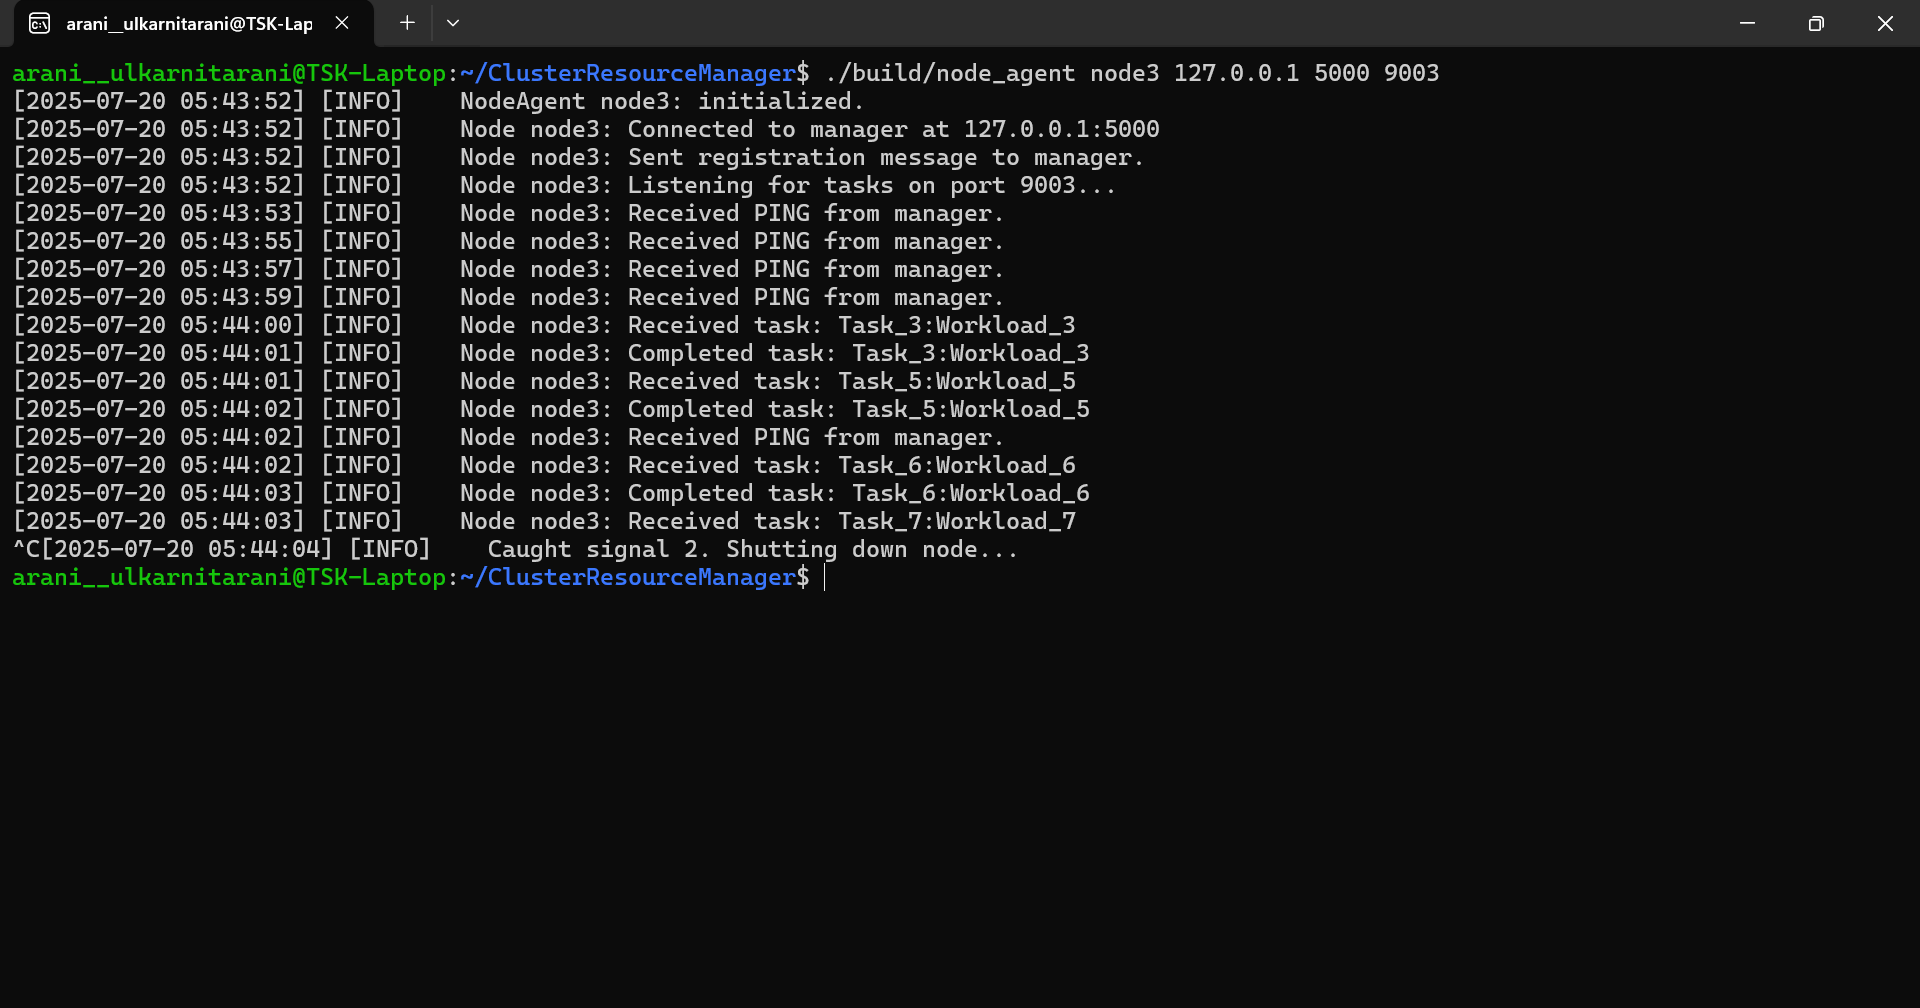 arani__ulkarnitarani@TSK-Lap
arani__ulkarnitarani@TSK-Laptop:~/ClusterResourceManager$ ./build/node_agent node3 127.0.0.1 5000 9003
[2025-07-20 05:43:52] [INFO]    NodeAgent node3: initialized.
[2025-07-20 05:43:52] [INFO]    Node node3: Connected to manager at 127.0.0.1:5000
[2025-07-20 05:43:52] [INFO]    Node node3: Sent registration message to manager.
[2025-07-20 05:43:52] [INFO]    Node node3: Listening for tasks on port 9003...
[2025-07-20 05:43:53] [INFO]    Node node3: Received PING from manager.
[2025-07-20 05:43:55] [INFO]    Node node3: Received PING from manager.
[2025-07-20 05:43:57] [INFO]    Node node3: Received PING from manager.
[2025-07-20 05:43:59] [INFO]    Node node3: Received PING from manager.
[2025-07-20 05:44:00] [INFO]    Node node3: Received task: Task_3:Workload_3
[2025-07-20 05:44:01] [INFO]    Node node3: Completed task: Task_3:Workload_3
[2025-07-20 05:44:01] [INFO]    Node node3: Received task: Task_5:Workload_5
[2025-07-20 05:44:02] [INFO]    Node node3: Completed task: Task_5:Workload_5
[2025-07-20 05:44:02] [INFO]    Node node3: Received PING from manager.
[2025-07-20 05:44:02] [INFO]    Node node3: Received task: Task_6:Workload_6
[2025-07-20 05:44:03] [INFO]    Node node3: Completed task: Task_6:Workload_6
[2025-07-20 05:44:03] [INFO]    Node node3: Received task: Task_7:Workload_7
^C[2025-07-20 05:44:04] [INFO]    Caught signal 2. Shutting down node...
arani__ulkarnitarani@TSK-Laptop:~/ClusterResourceManager$